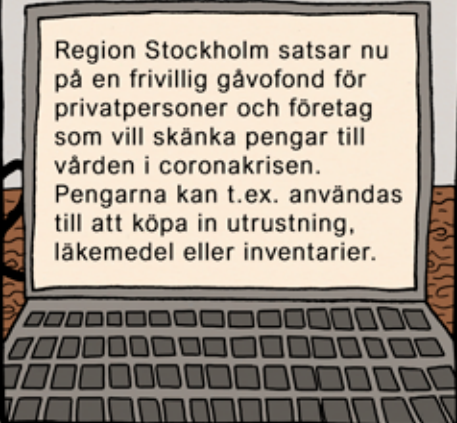 Region Stockholm satsar nu
på en frivillig gåvofond för
privatpersoner och företag
som vill skänka pengar till
vården i coronakrisen.
Pengarna kan t.ex. användas
till att köpa in utrustning,
läkemedel eller inventarier.